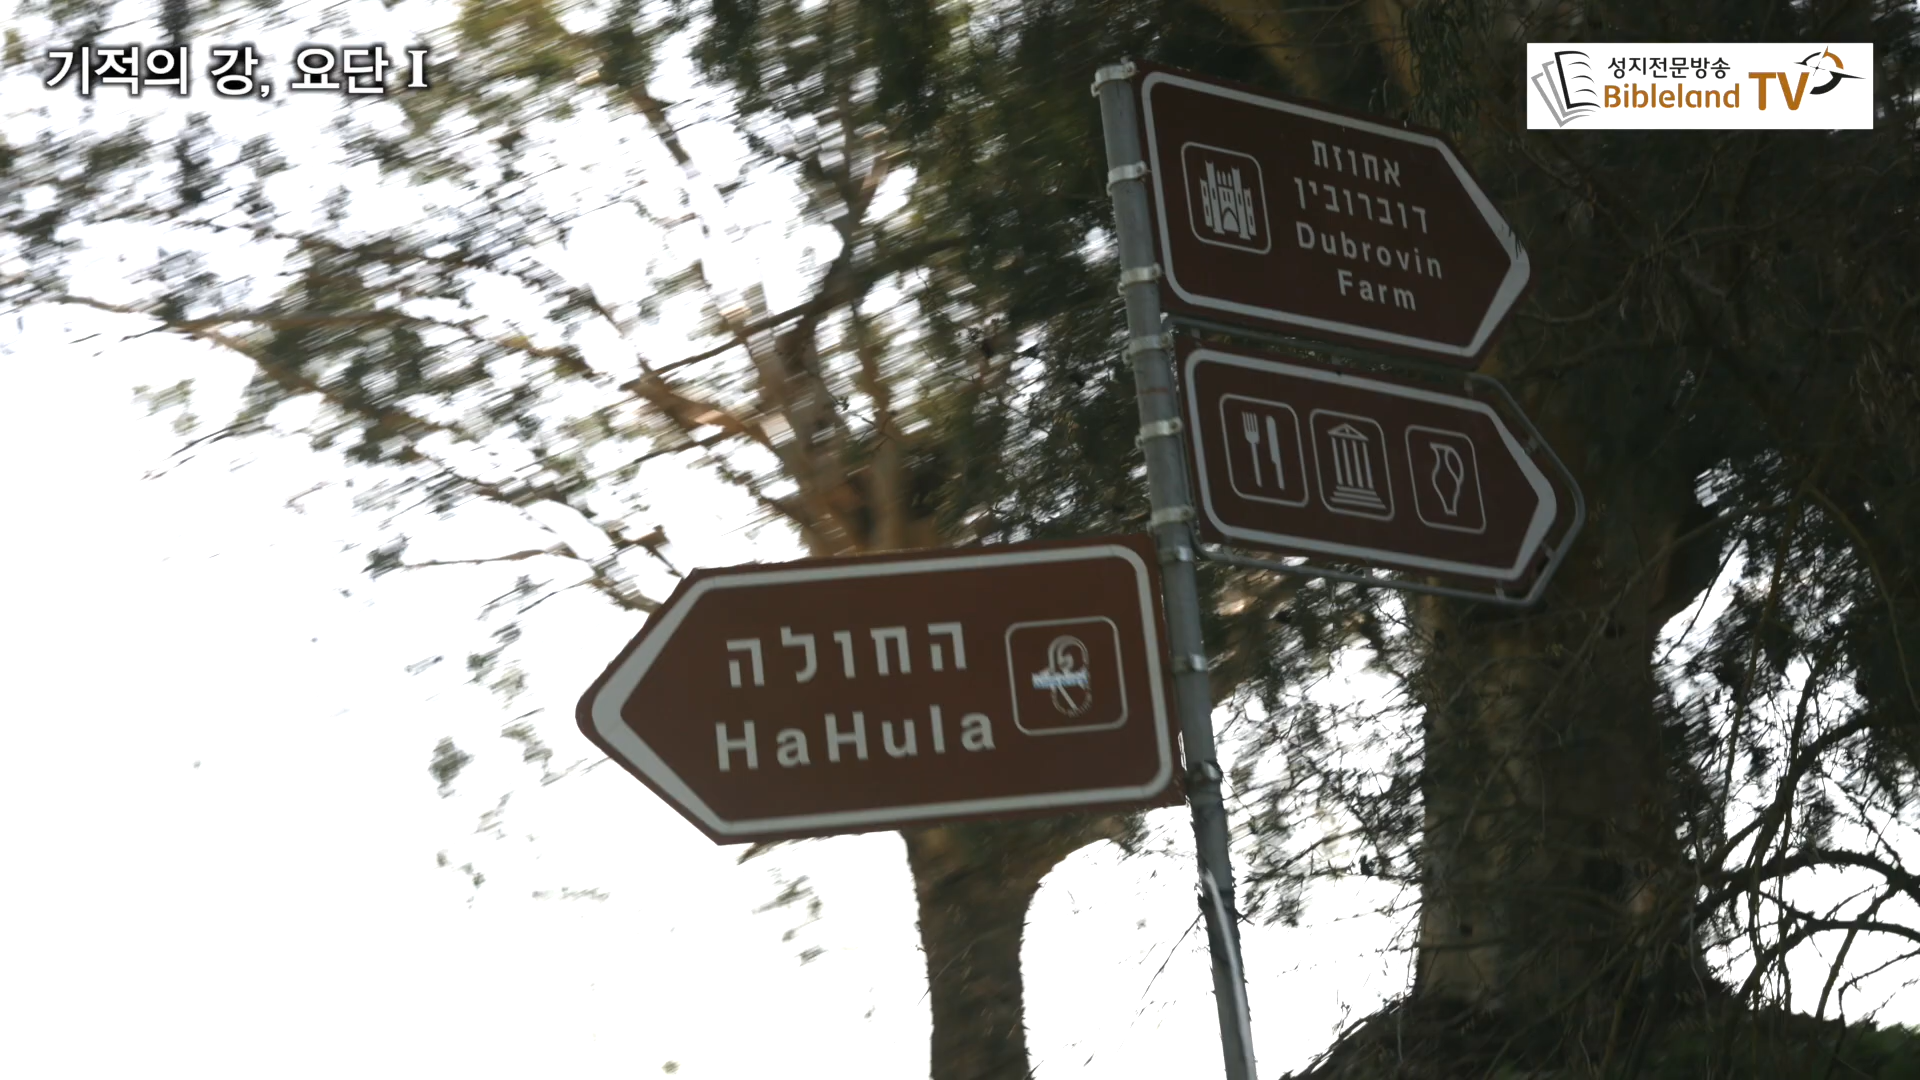 기적의 강, 요단 I
성지전문방송
Bibleland TV
אחוזת
דוברובין
Dubrovin
Farm
החולה
HaHula